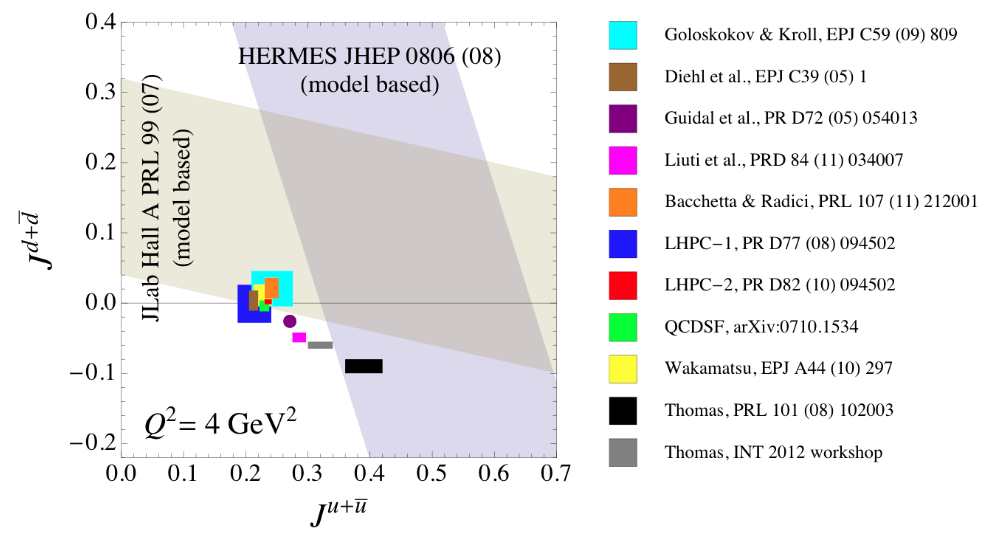 0.4
0.3
0.2
0.1
0.0
−0.1
−0.2
J^{d+d̅}
HERMES JHEP 0806 (08)
(model based)
JLab Hall A PRL 99 (07)
(model based)
Q²= 4 GeV²
0.0 0.1 0.2 0.3 0.4 0.5 0.6 0.7
J^{u+u̅}
Goloskokov & Kroll, EPJ C59 (09) 809
Diehl et al., EPJ C39 (05) 1
Guidal et al., PR D72 (05) 054013
Liuti et al., PRD 84 (11) 034007
Bacchetta & Radici, PRL 107 (11) 212001
LHPC−1, PR D77 (08) 094502
LHPC−2, PR D82 (10) 094502
QCDSF, arXiv:0710.1534
Wakamatsu, EPJ A44 (10) 297
Thomas, PRL 101 (08) 102003
Thomas, INT 2012 workshop